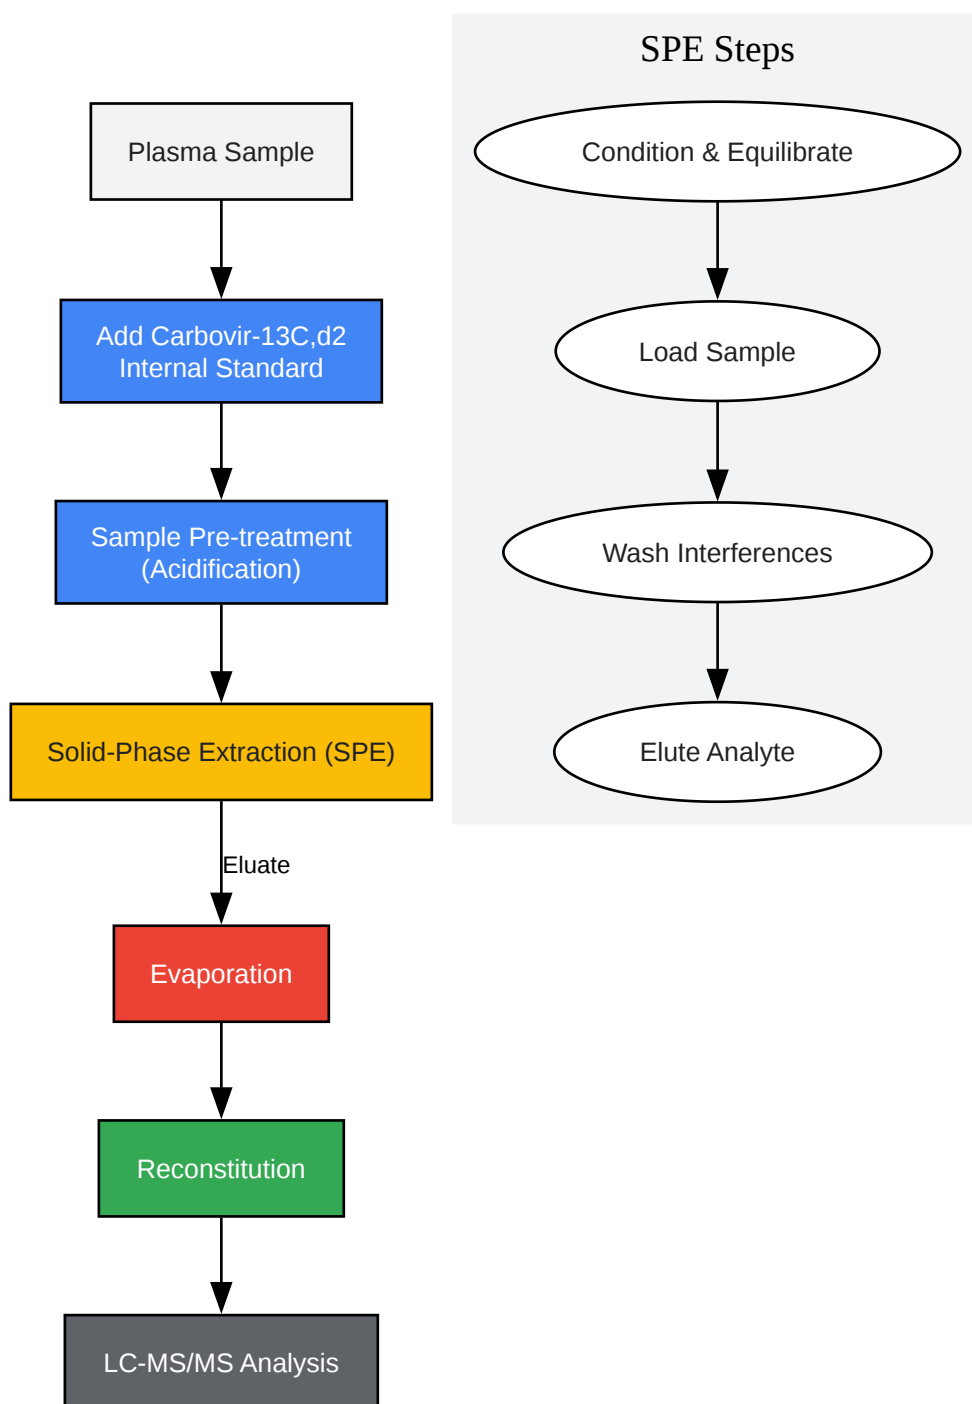 Plasma Sample
Add Carbovir-13C,d2
Internal Standard
Sample Pre-treatment
(Acidification)
Solid-Phase Extraction (SPE)
Eluate
Evaporation
Reconstitution
LC-MS/MS Analysis
SPE Steps
Condition & Equilibrate
Load Sample
Wash Interferences
Elute Analyte